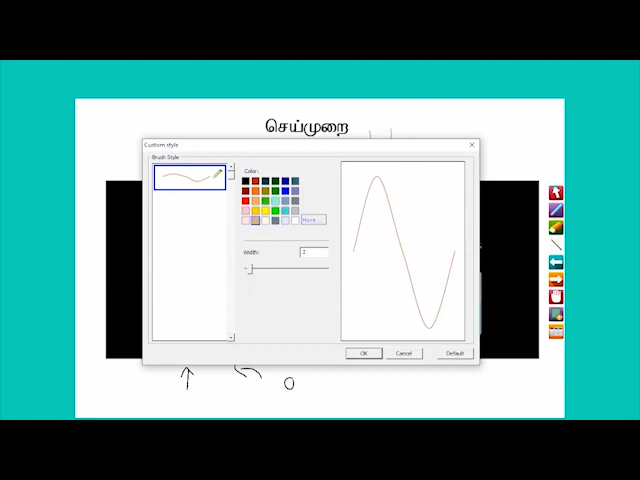 செய்முறை
Custom style
Brush Style
Color:
More...
Width:
2
OK
Cancel
Default